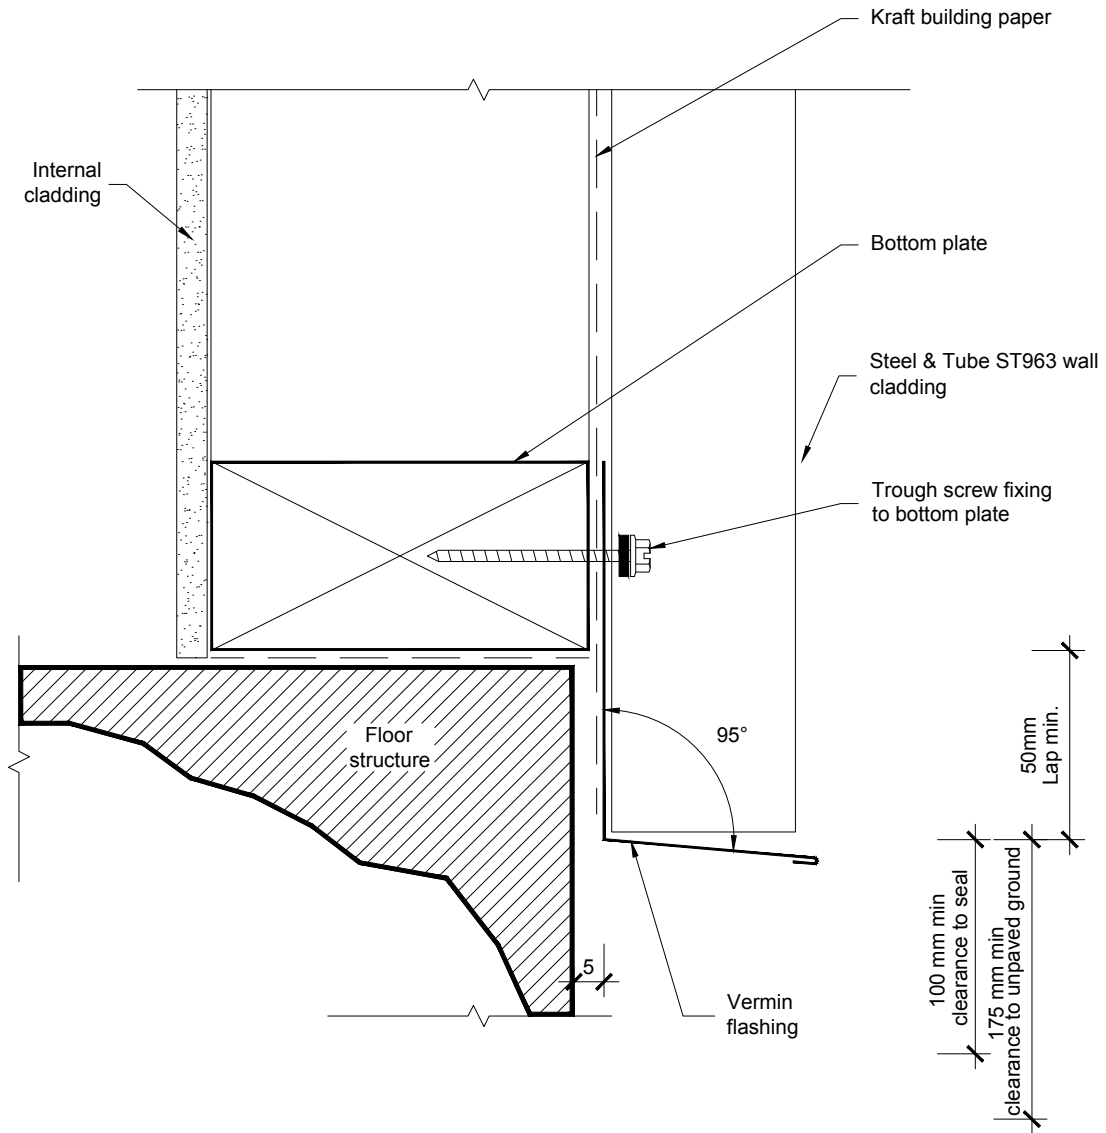 Kraft building paper
Internal
cladding
Bottom plate
Steel & Tube ST963 wall
cladding
Trough screw fixing
to bottom plate
Floor
structure
95°
50mm
Lap min.
5
Vermin
flashing
100 mm min
clearance to seal
175 mm min
clearance to unpaved ground